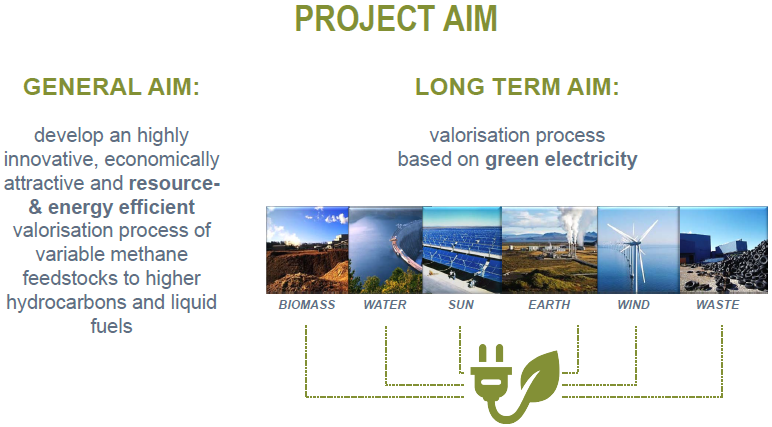 PROJECT AIM
GENERAL AIM:
develop an highly
innovative, economically
attractive and resource-
& energy efficient
valorisation process of
variable methane
feedstocks to higher
hydrocarbons and liquid
fuels
LONG TERM AIM:
valorisation process
based on green electricity
BIOMASS WATER SUN EARTH WIND WASTE